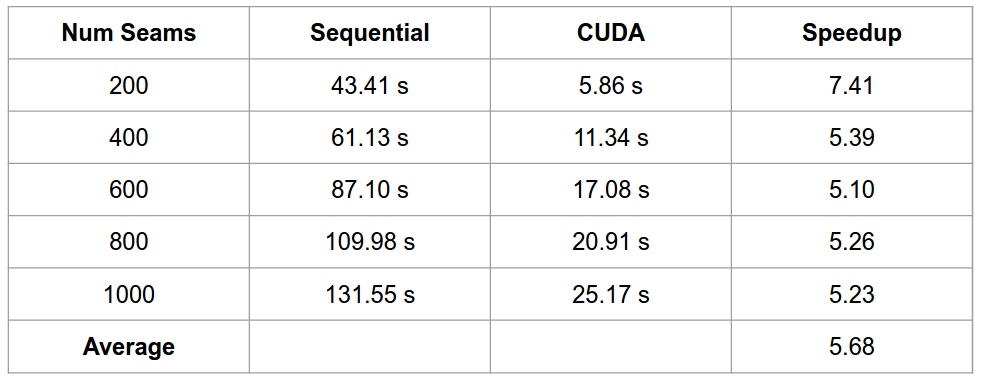 Num Seams Sequential CUDA Speedup
200 43.41 s 5.86 s 7.41
400 61.13 s 11.34 s 5.39
600 87.10 s 17.08 s 5.10
800 109.98 s 20.91 s 5.26
1000 131.55 s 25.17 s 5.23
Average 5.68